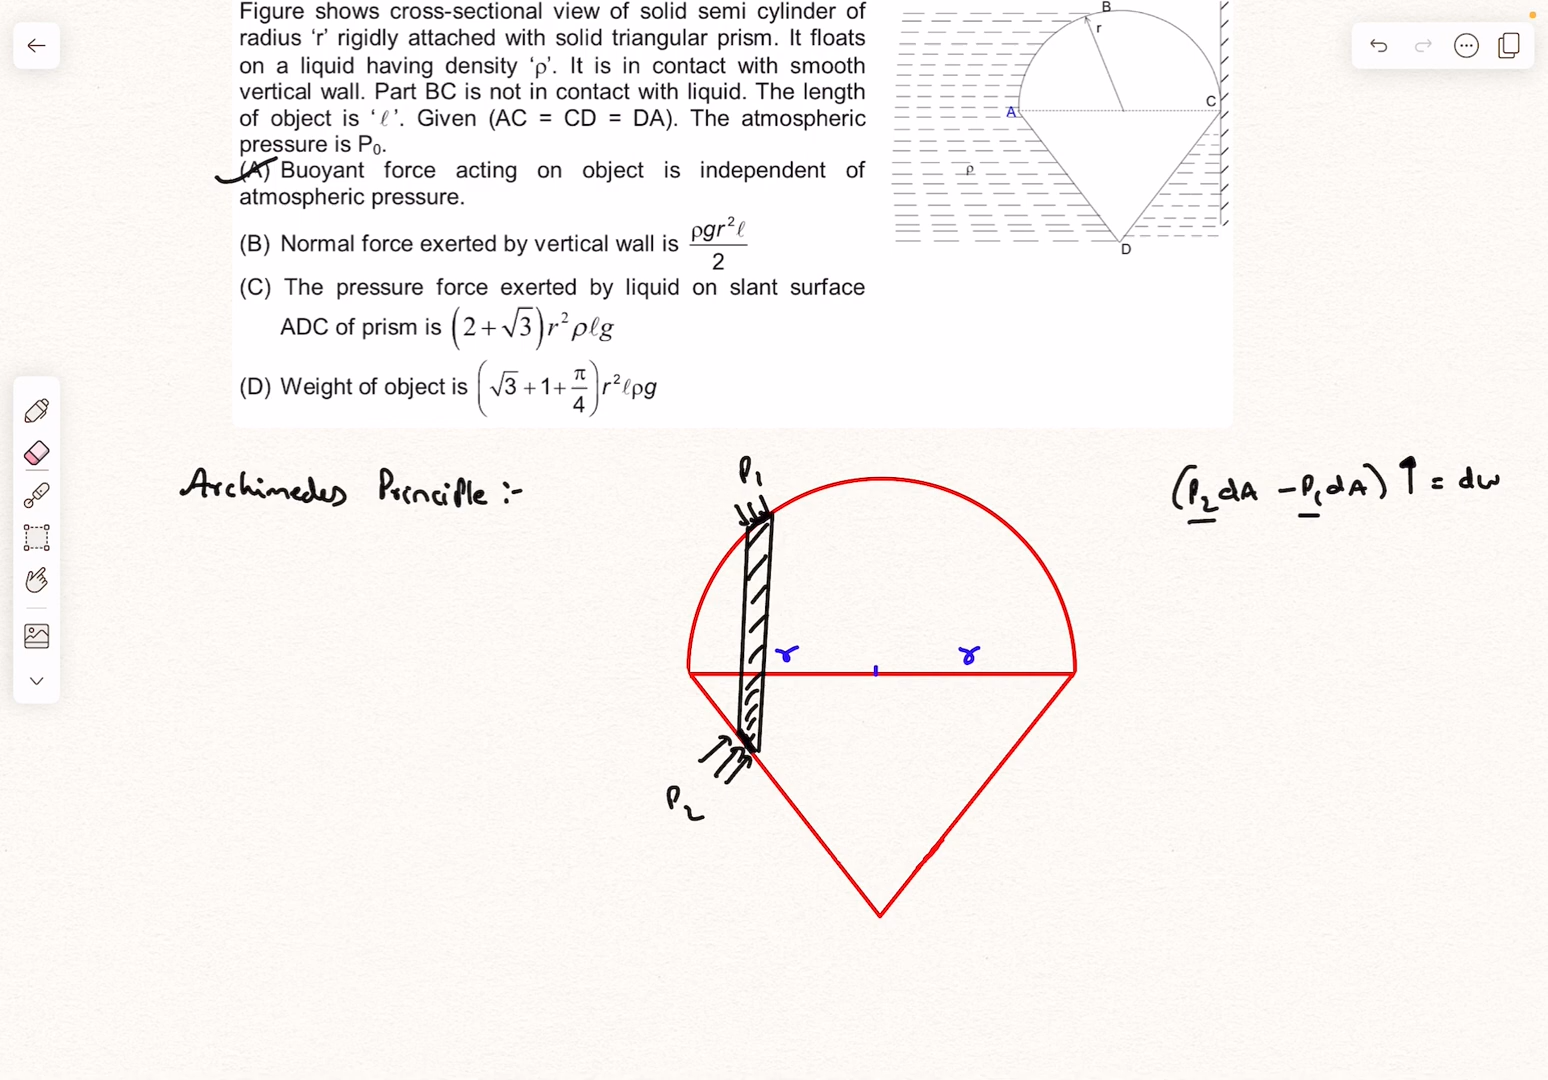 Figure shows cross-sectional view of solid semi cylinder of
radius ‘r’ rigidly attached with solid triangular prism. It floats
on a liquid having density ‘ρ’. It is in contact with smooth
vertical wall. Part BC is not in contact with liquid. The length
of object is ‘ℓ’. Given (AC = CD = DA). The atmospheric
pressure is P₀.
(A) Buoyant force acting on object is independent of
atmospheric pressure.
(B) Normal force exerted by vertical wall is ρgr²ℓ/2
(C) The pressure force exerted by liquid on slant surface
ADC of prism is (2+√3)r²ρℓg
(D) Weight of object is (√3+1+π/4)r²ℓρg
B
r
A
C
ρ
D
Archimedes Principle :-
P₁
(P₂dA - P₁dA) ↑ = dw
r r
P₂